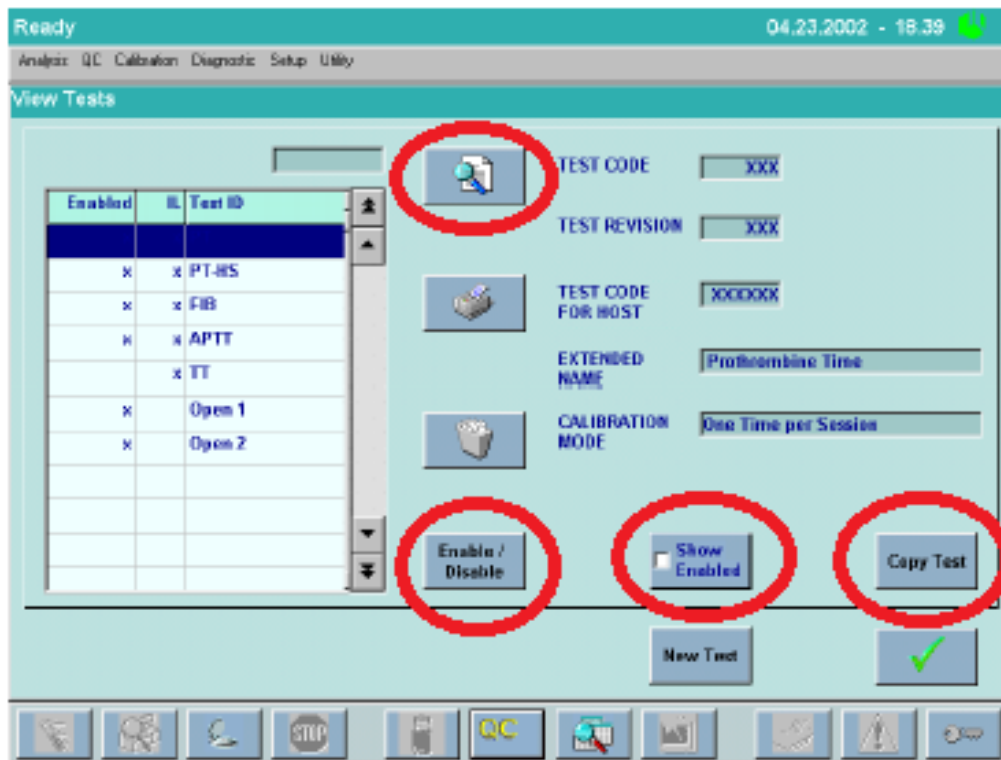 Ready 04.23.2002 - 18.39
Analysis QC Calibration Diagnostic Setup Utility
View Tests
TEST CODE XXX
Enabled IL Test ID
TEST REVISION XXX
x x PT-HS
x x FIB
TEST CODE FOR HOST XXXXXXX
x x APTT
x TT
EXTENDED NAME Prothrombine Time
x Open 1
x Open 2
CALIBRATION MODE One Time per Session
Enable / Disable
Show Enabled
Copy Test
New Test
STOP
QC